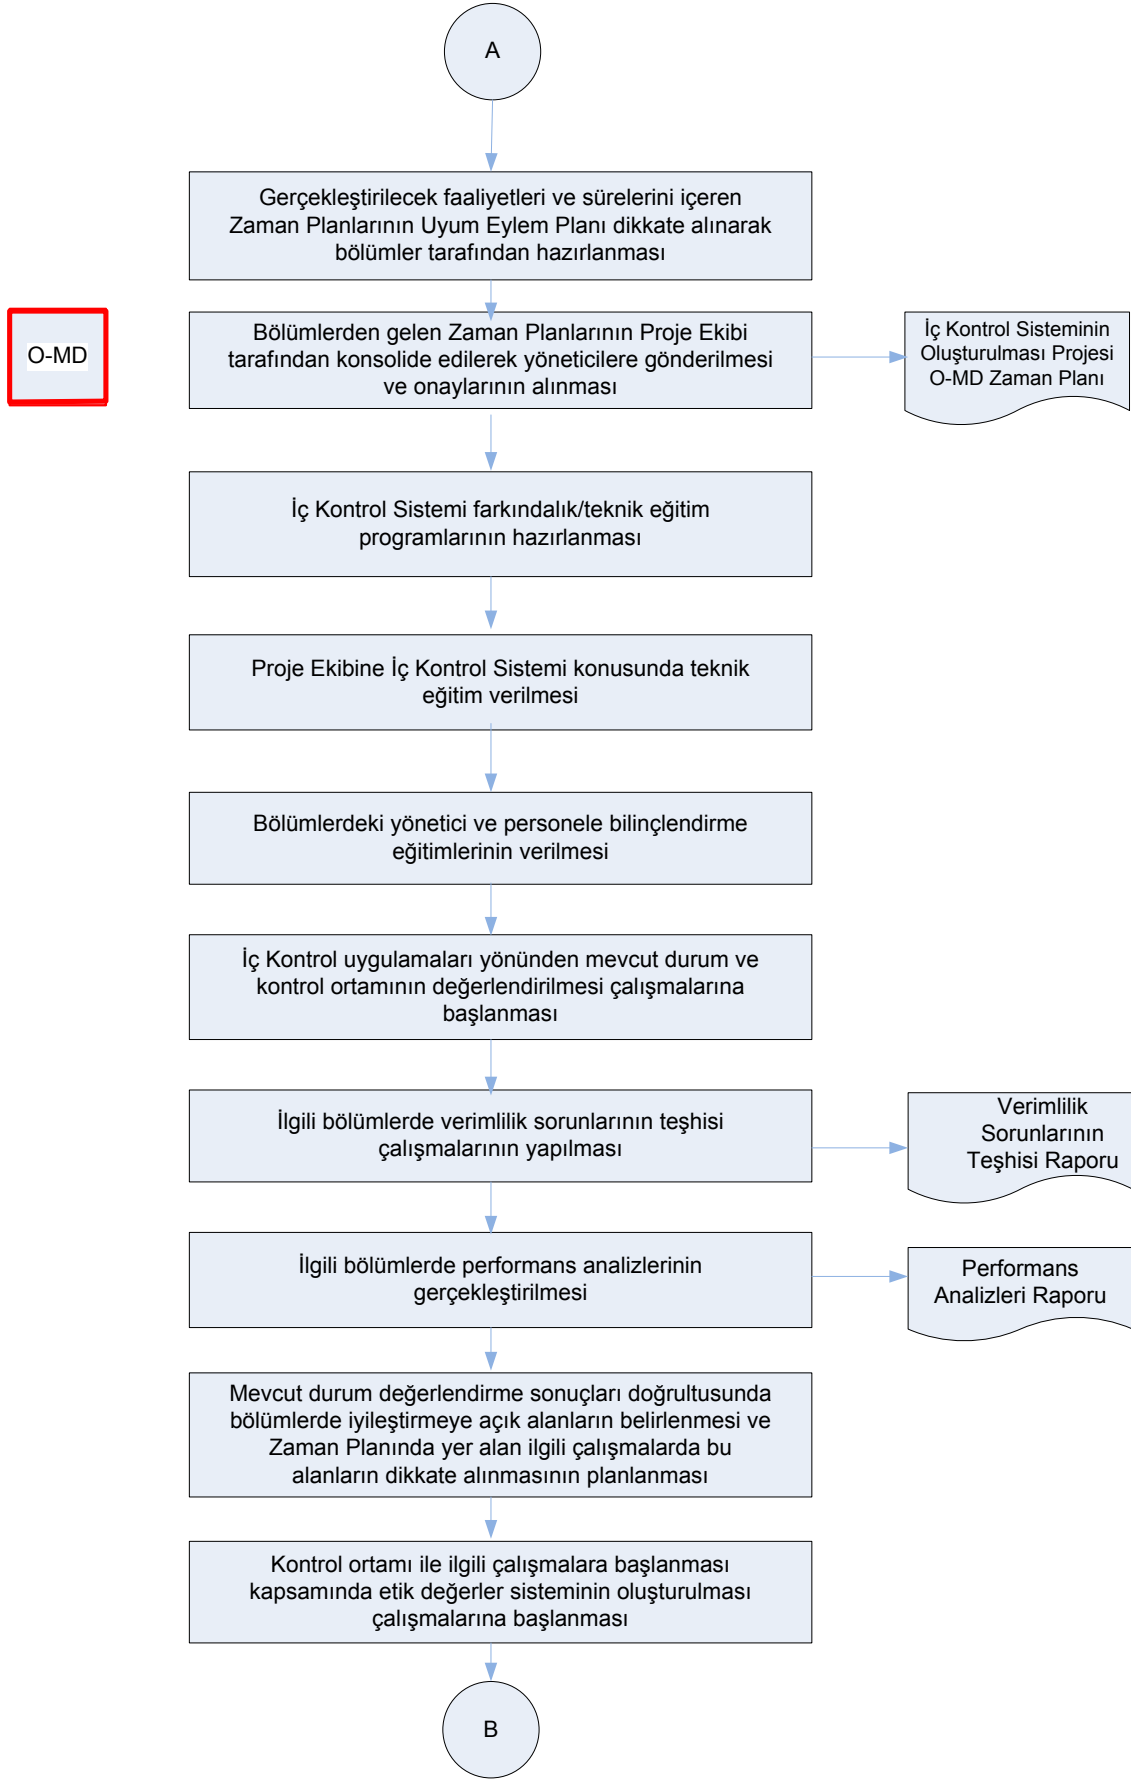 A
Gerçekleştirilecek faaliyetleri ve sürelerini içeren
Zaman Planlarının Uyum Eylem Planı dikkate alınarak
bölümler tarafından hazırlanması
O-MD
Bölümlerden gelen Zaman Planlarının Proje Ekibi
tarafından konsolide edilerek yöneticilere gönderilmesi
ve onaylarının alınması
İç Kontrol Sisteminin
Oluşturulması Projesi
O-MD Zaman Planı
İç Kontrol Sistemi farkındalık/teknik eğitim
programlarının hazırlanması
Proje Ekibine İç Kontrol Sistemi konusunda teknik
eğitim verilmesi
Bölümlerdeki yönetici ve personele bilinçlendirme
eğitimlerinin verilmesi
İç Kontrol uygulamaları yönünden mevcut durum ve
kontrol ortamının değerlendirilmesi çalışmalarına
başlanması
İlgili bölümlerde verimlilik sorunlarının teşhisi
çalışmalarının yapılması
Verimlilik
Sorunlarının
Teşhisi Raporu
İlgili bölümlerde performans analizlerinin
gerçekleştirilmesi
Performans
Analizleri Raporu
Mevcut durum değerlendirme sonuçları doğrultusunda
bölümlerde iyileştirmeye açık alanların belirlenmesi ve
Zaman Planında yer alan ilgili çalışmalarda bu
alanların dikkate alınmasının planlanması
Kontrol ortamı ile ilgili çalışmalara başlanması
kapsamında etik değerler sisteminin oluşturulması
çalışmalarına başlanması
B